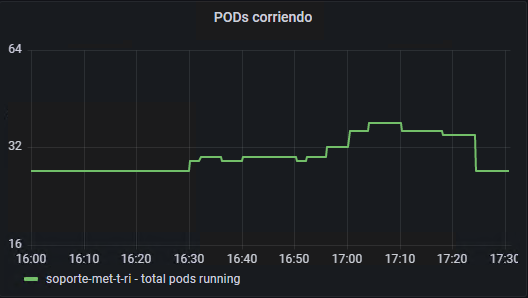 PODs corriendo
64
32
16
16:00 16:10 16:20 16:30 16:40 16:50 17:00 17:10 17:20 17:30
soporte-met-t-ri - total pods running